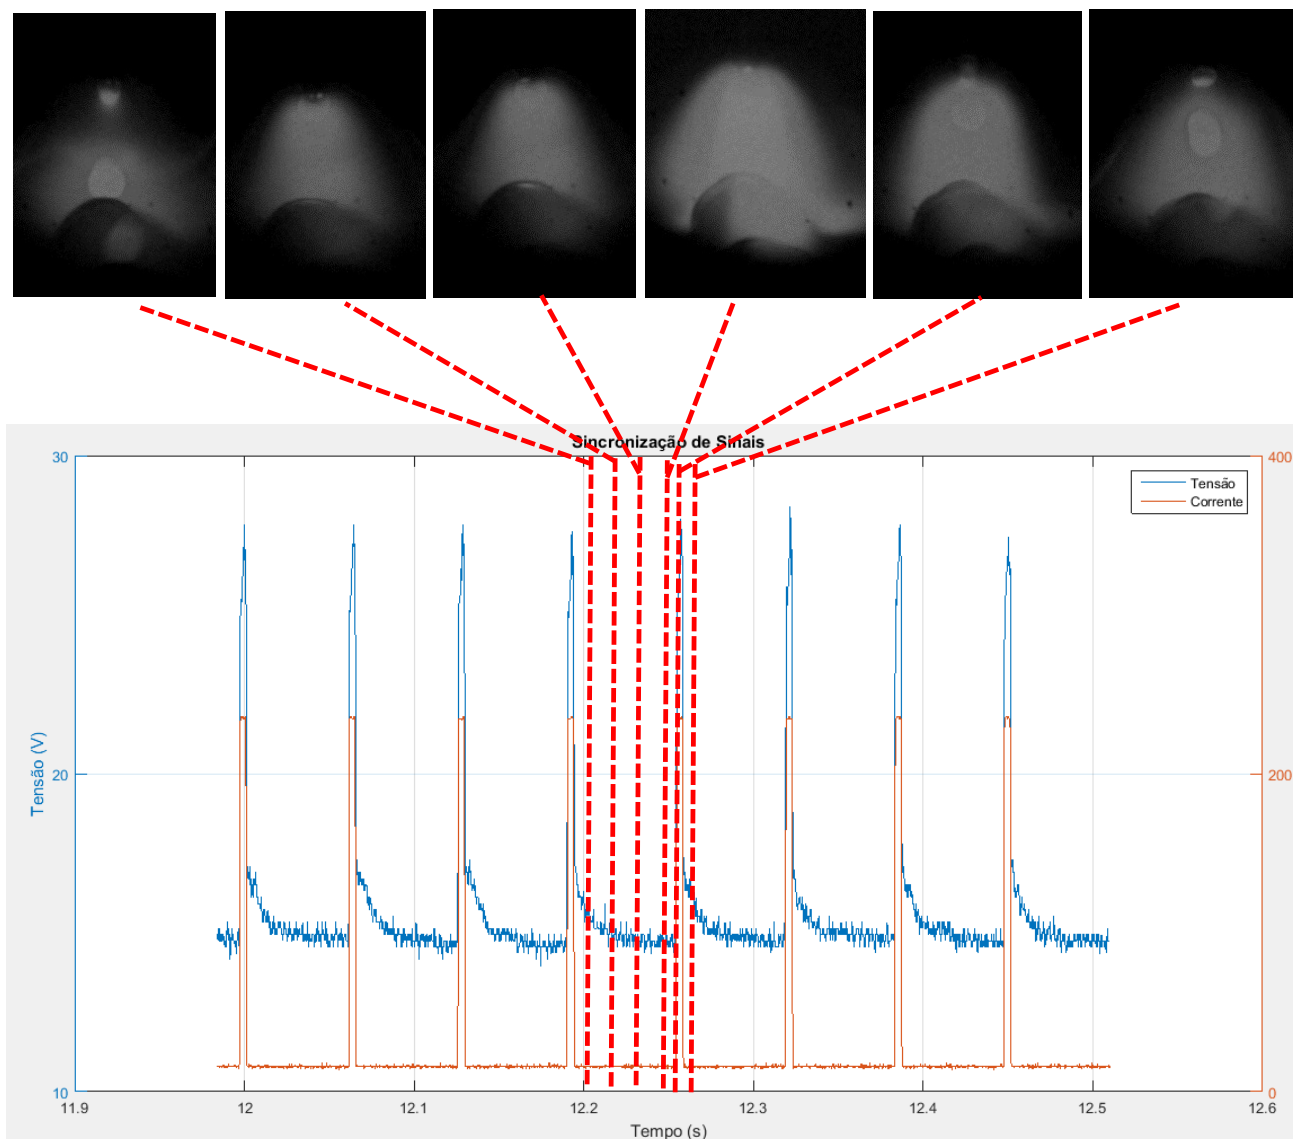 Sincronização de Sinais
30
400
Tensão
Corrente
Tensão (V)
20
200
10
0
11.9
12
12.1
12.2
12.3
12.4
12.5
12.6
Tempo (s)